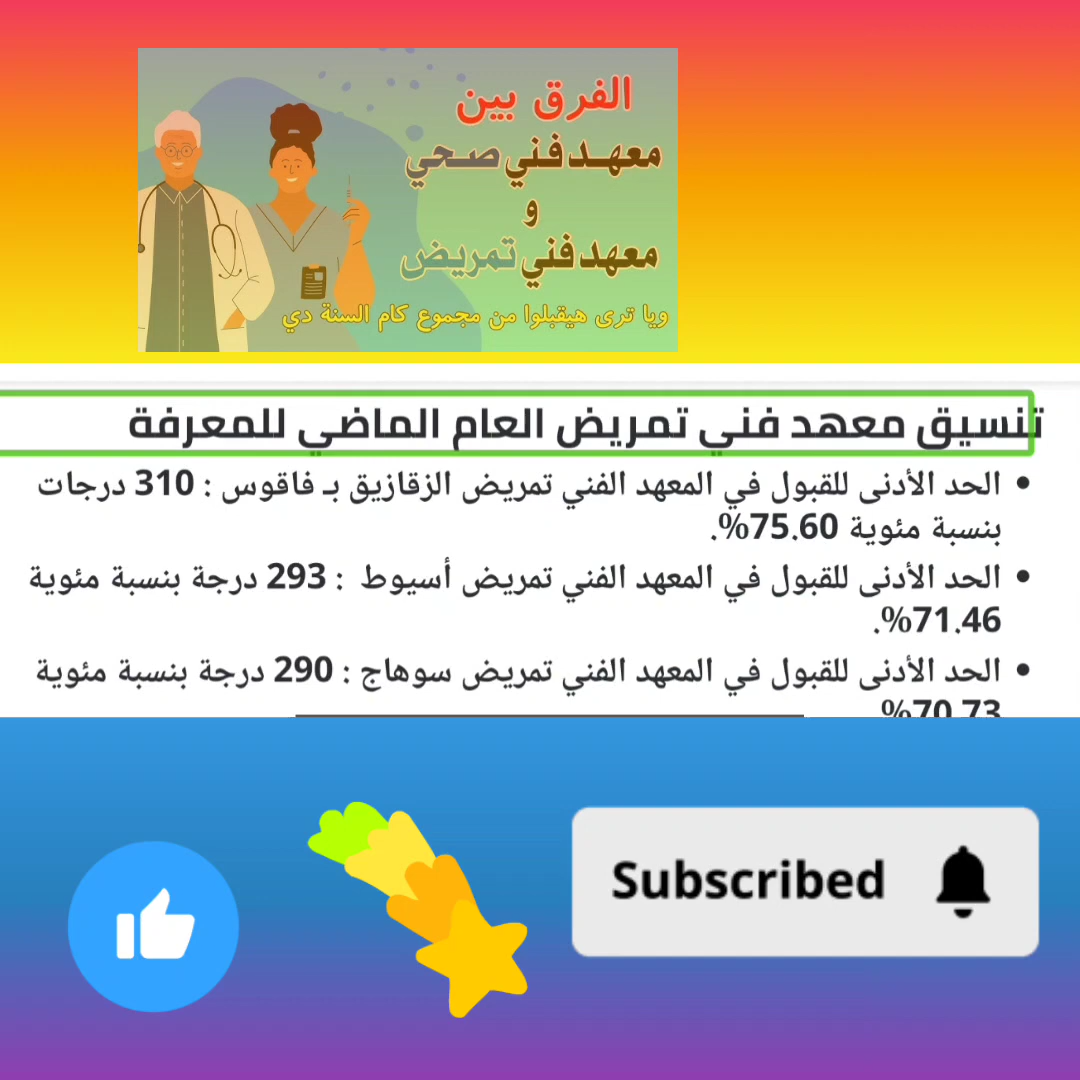 الفرق بين
معهد فني صحي
و
معهد فني تمريض
ويا ترى هيقبلوا من مجموع كام السنة دي
تنسيق معهد فني تمريض العام الماضي للمعرفة
• الحد الأدنى للقبول في المعهد الفني تمريض الزقازيق بـ فاقوس : 310 درجات
بنسبة مئوية 75.60%.
• الحد الأدنى للقبول في المعهد الفني تمريض أسيوط : 293 درجة بنسبة مئوية
71.46%.
• الحد الأدنى للقبول في المعهد الفني تمريض سوهاج : 290 درجة بنسبة مئوية
70.73%
Subscribed